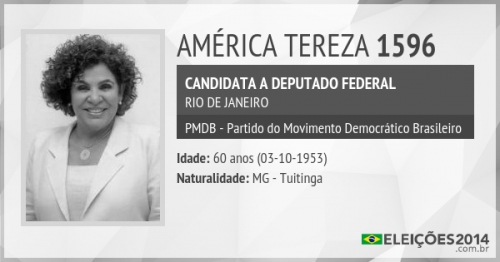 AMÉRICA TEREZA 1596
CANDIDATA A DEPUTADO FEDERAL
RIO DE JANEIRO
PMDB - Partido do Movimento Democrático Brasileiro
Idade: 60 anos (03-10-1953)
Naturalidade: MG - Tuitinga
ELEIÇÕES2014
.com.br